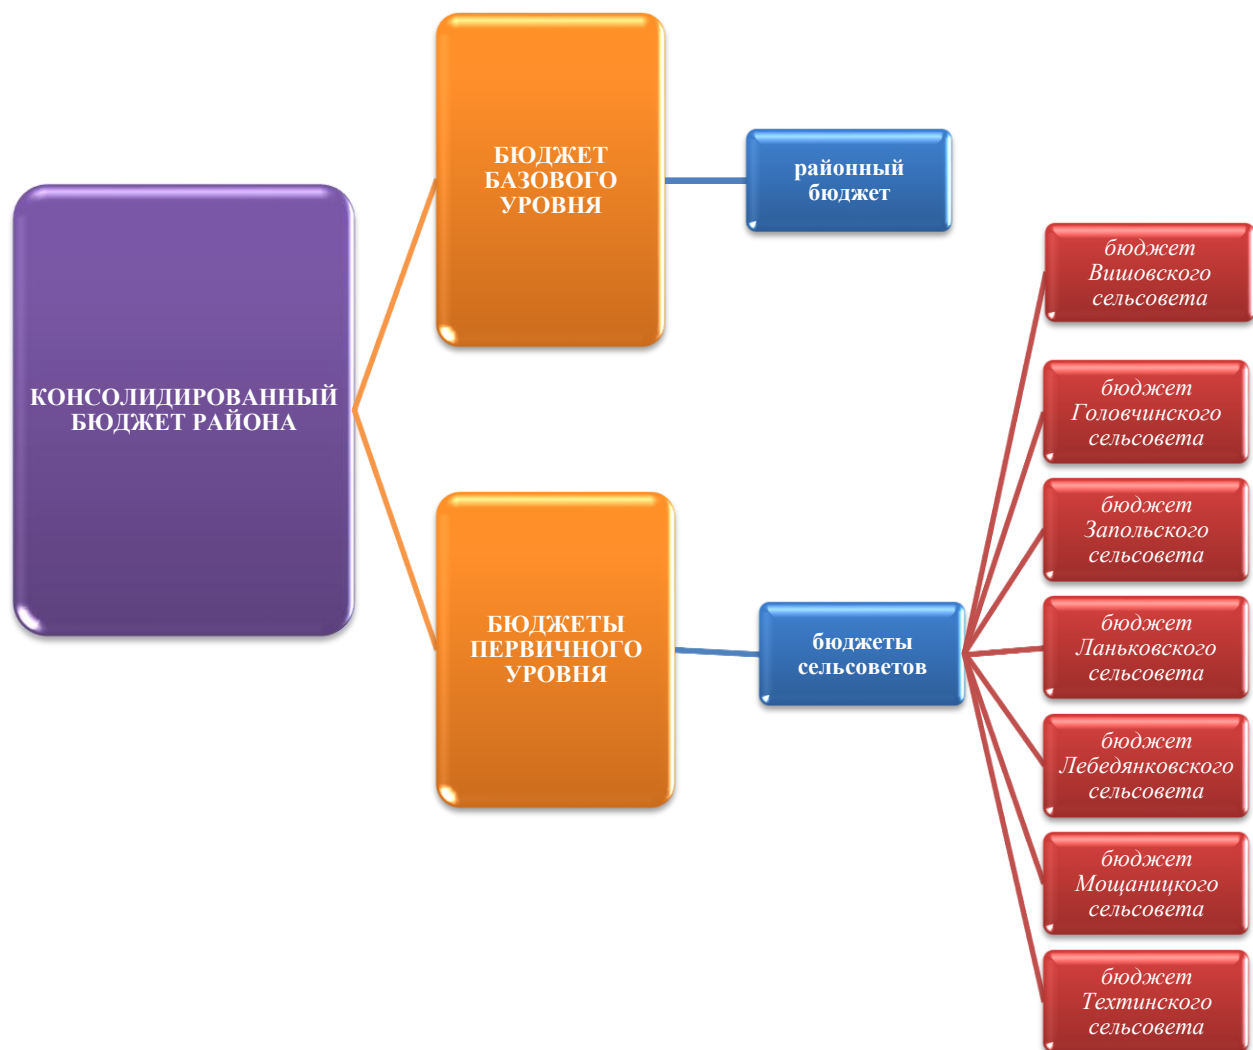 КОНСОЛИДИРОВАННЫЙ
БЮДЖЕТ РАЙОНА
БЮДЖЕТ
БАЗОВОГО
УРОВНЯ
районный
бюджет
БЮДЖЕТЫ
ПЕРВИЧНОГО
УРОВНЯ
бюджеты
сельсоветов
бюджет
Вишовского
сельсовета
бюджет
Головчинского
сельсовета
бюджет
Запольского
сельсовета
бюджет
Ланьковского
сельсовета
бюджет
Лебедянковского
сельсовета
бюджет
Мощаницкого
сельсовета
бюджет
Техтинского
сельсовета